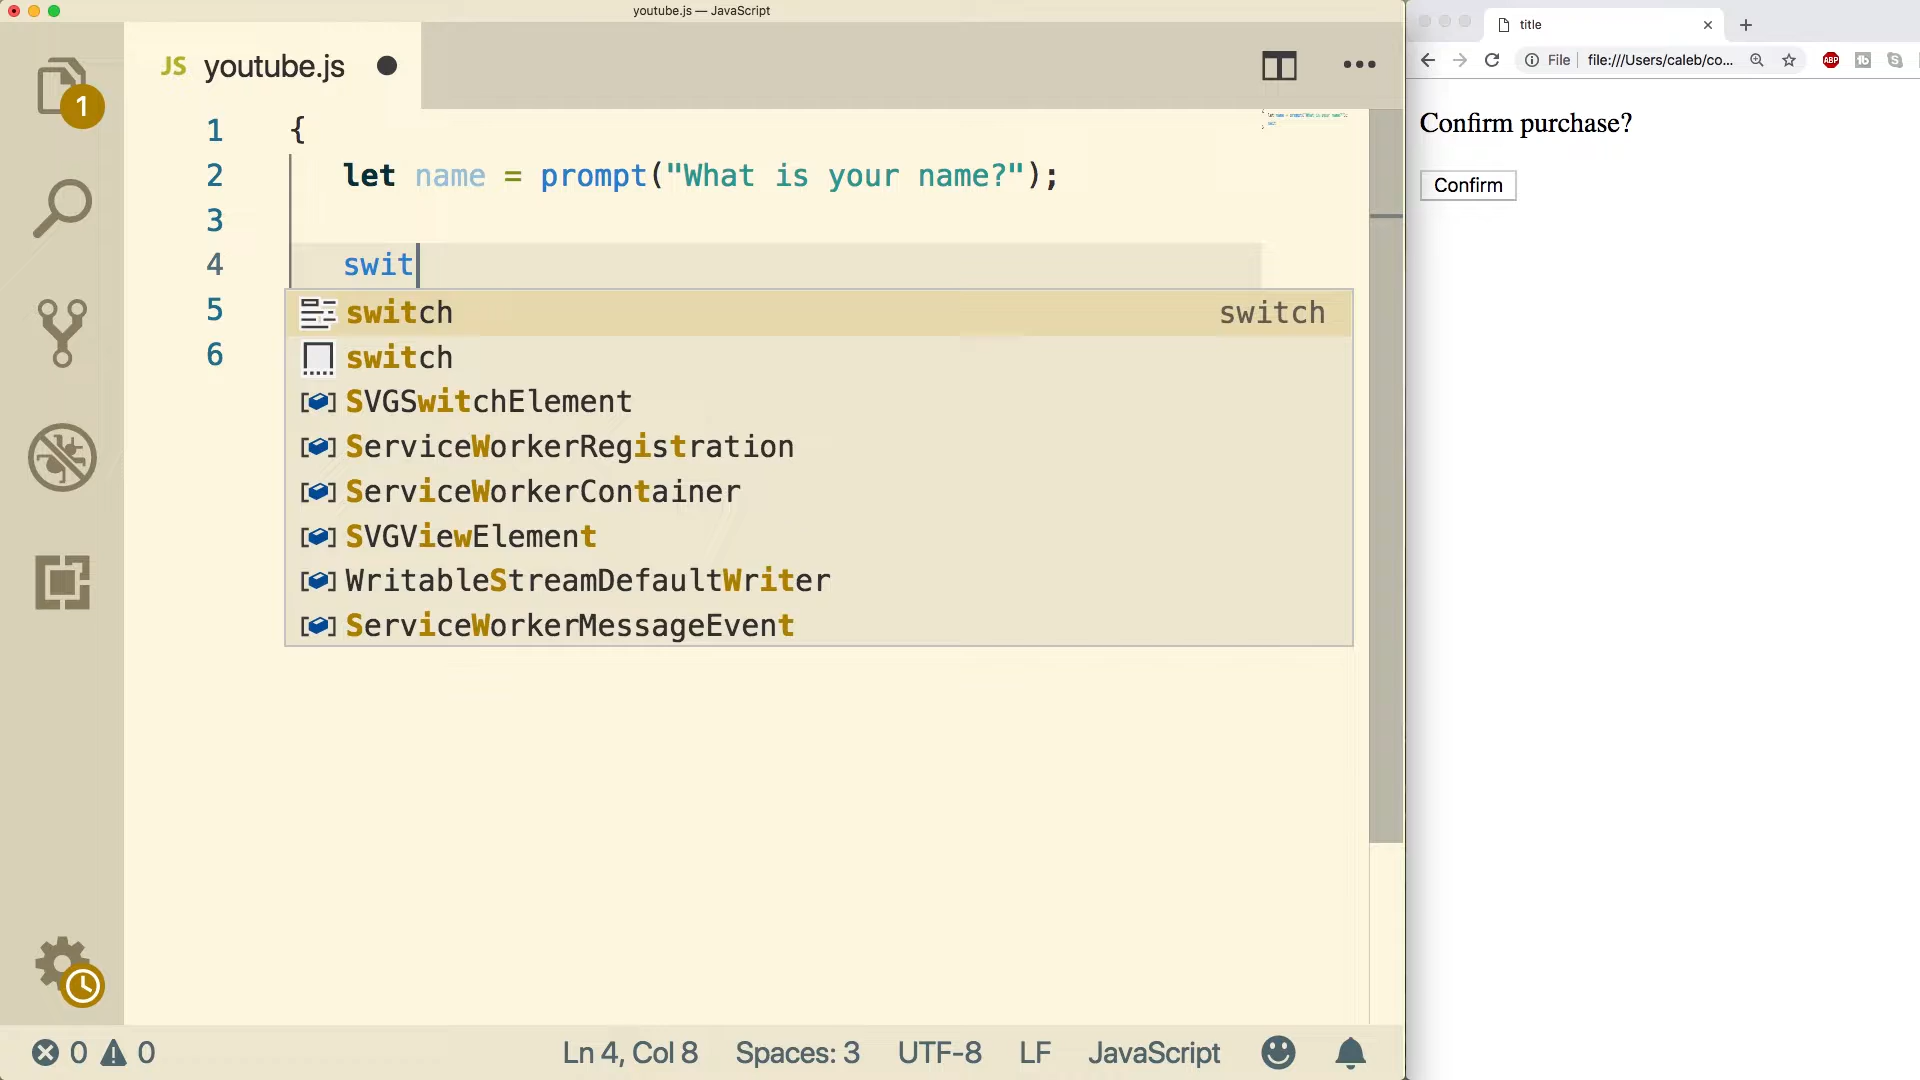 youtube.js — JavaScript
JS youtube.js
1
1 {
2 let name = prompt("What is your name?");
3
4 swit
5
6
switch switch
switch
SVGSwitchElement
ServiceWorkerRegistration
ServiceWorkerContainer
SVGViewElement
WritableStreamDefaultWriter
ServiceWorkerMessageEvent
0 0 Ln 4, Col 8 Spaces: 3 UTF-8 LF JavaScript
title
File file:///Users/caleb/co...
ABP
Confirm purchase?
Confirm